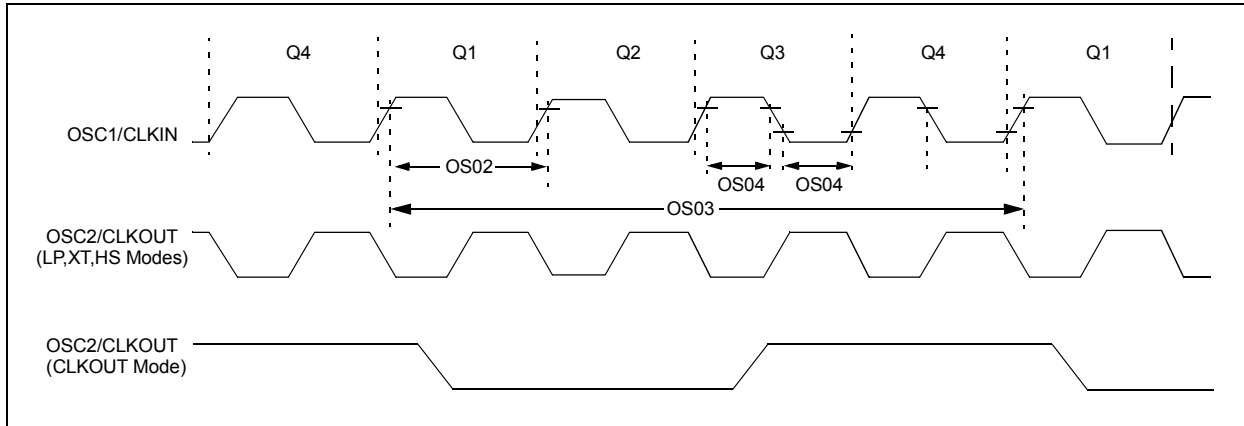 Q4 Q1 Q2 Q3 Q4 Q1
OSC1/CLKIN
OS02
OS04 OS04
OS03
OSC2/CLKOUT
(LP,XT,HS Modes)
OSC2/CLKOUT
(CLKOUT Mode)